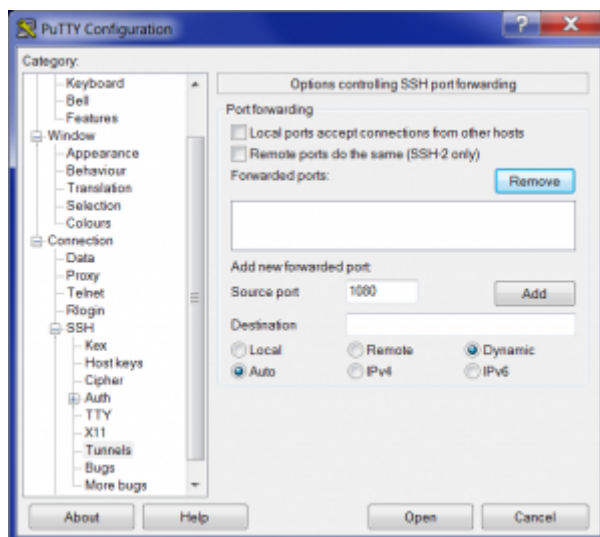 PuTTY Configuration
Category:
Keyboard
Bell
Features
Window
Appearance
Behaviour
Translation
Selection
Colours
Connection
Data
Proxy
Telnet
Rlogin
SSH
Kex
Host keys
Cipher
Auth
TTY
X11
Tunnels
Bugs
More bugs
Options controlling SSH port forwarding
Port forwarding
Local ports accept connections from other hosts
Remote ports do the same (SSH-2 only)
Forwarded ports:
Remove
Add new forwarded port:
Source port 1080 Add
Destination
Local Remote Dynamic
Auto IPv4 IPv6
About Help Open Cancel